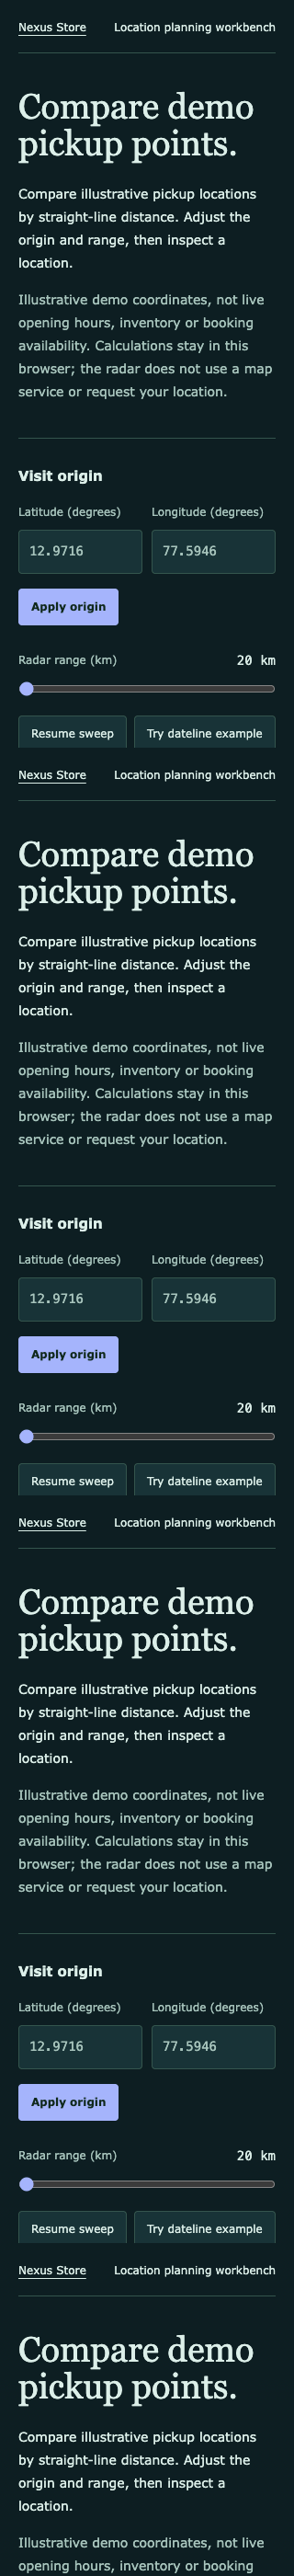 Nexus Store Location planning workbench
Compare demo
pickup points.
Compare illustrative pickup locations
by straight-line distance. Adjust the
origin and range, then inspect a
location.
Illustrative demo coordinates, not live
opening hours, inventory or booking
availability. Calculations stay in this
browser; the radar does not use a map
service or request your location.
Visit origin
Latitude (degrees) Longitude (degrees)
12.9716 77.5946
Apply origin
Radar range (km) 20 km
Resume sweep Try dateline example
Nexus Store Location planning workbench
Compare demo
pickup points.
Compare illustrative pickup locations
by straight-line distance. Adjust the
origin and range, then inspect a
location.
Illustrative demo coordinates, not live
opening hours, inventory or booking
availability. Calculations stay in this
browser; the radar does not use a map
service or request your location.
Visit origin
Latitude (degrees) Longitude (degrees)
12.9716 77.5946
Apply origin
Radar range (km) 20 km
Resume sweep Try dateline example
Nexus Store Location planning workbench
Compare demo
pickup points.
Compare illustrative pickup locations
by straight-line distance. Adjust the
origin and range, then inspect a
location.
Illustrative demo coordinates, not live
opening hours, inventory or booking
availability. Calculations stay in this
browser; the radar does not use a map
service or request your location.
Visit origin
Latitude (degrees) Longitude (degrees)
12.9716 77.5946
Apply origin
Radar range (km) 20 km
Resume sweep Try dateline example
Nexus Store Location planning workbench
Compare demo
pickup points.
Compare illustrative pickup locations
by straight-line distance. Adjust the
origin and range, then inspect a
location.
Illustrative demo coordinates, not live
opening hours, inventory or booking